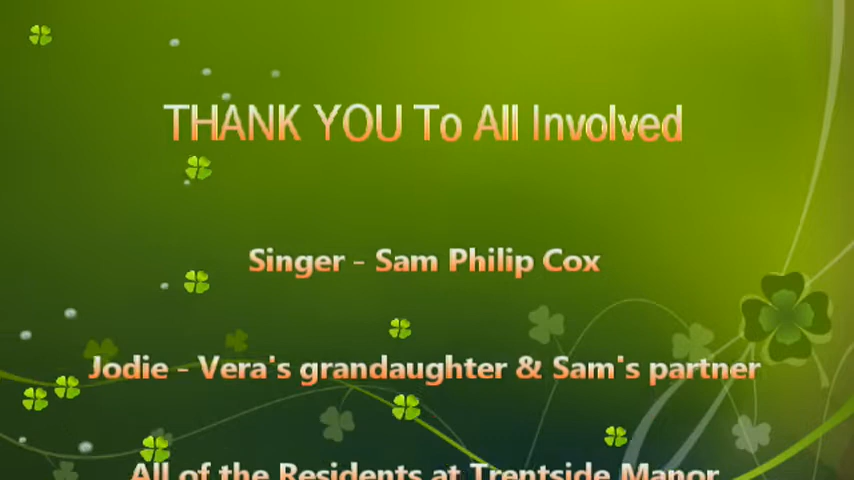 THANK YOU To All Involved
Singer - Sam Philip Cox
Jodie - Vera's grandaughter & Sam's partner
All of the Residents at Trentside Manor